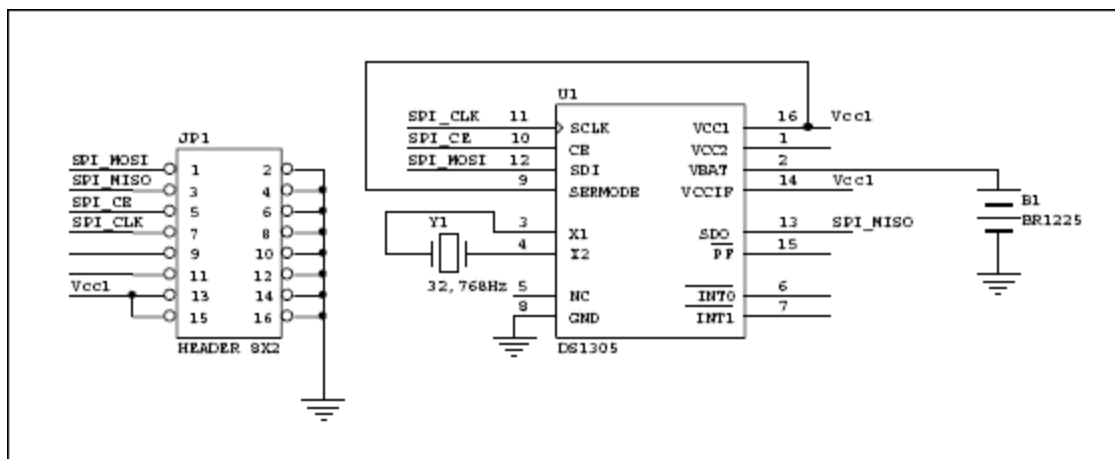 JP1
SPI_MOSI 1 2
SPI_MISO 3 4
SPI_CE 5 6
SPI_CLK 7 8
9 10
11 12
Vcc1 13 14
15 16
HEADER 8X2
U1
SPI_CLK 11 SCLK VCC1 16 Vcc1
SPI_CE 10 CE VCC2 1
SPI_MOSI 12 SDI VBAT 2
9 SERMODE VCCIF 14 Vcc1
Y1 3 X1 SDO 13 SPI_MISO
4 X2 PF 15
32,768Hz 5 NC INT0 6
8 GND INT1 7
DS1305
B1
BR1225